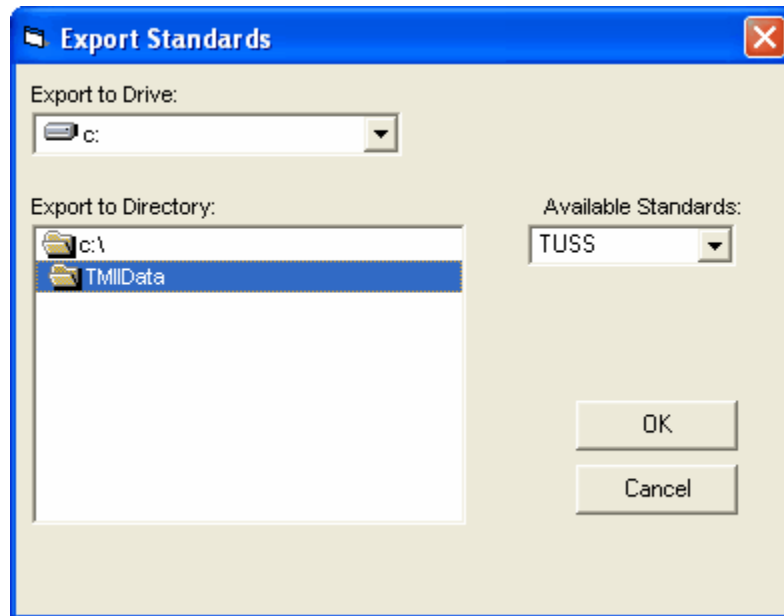 Export Standards
Export to Drive:
c:
Export to Directory:
Available Standards:
c:\
TUSS
TMIIData
OK
Cancel